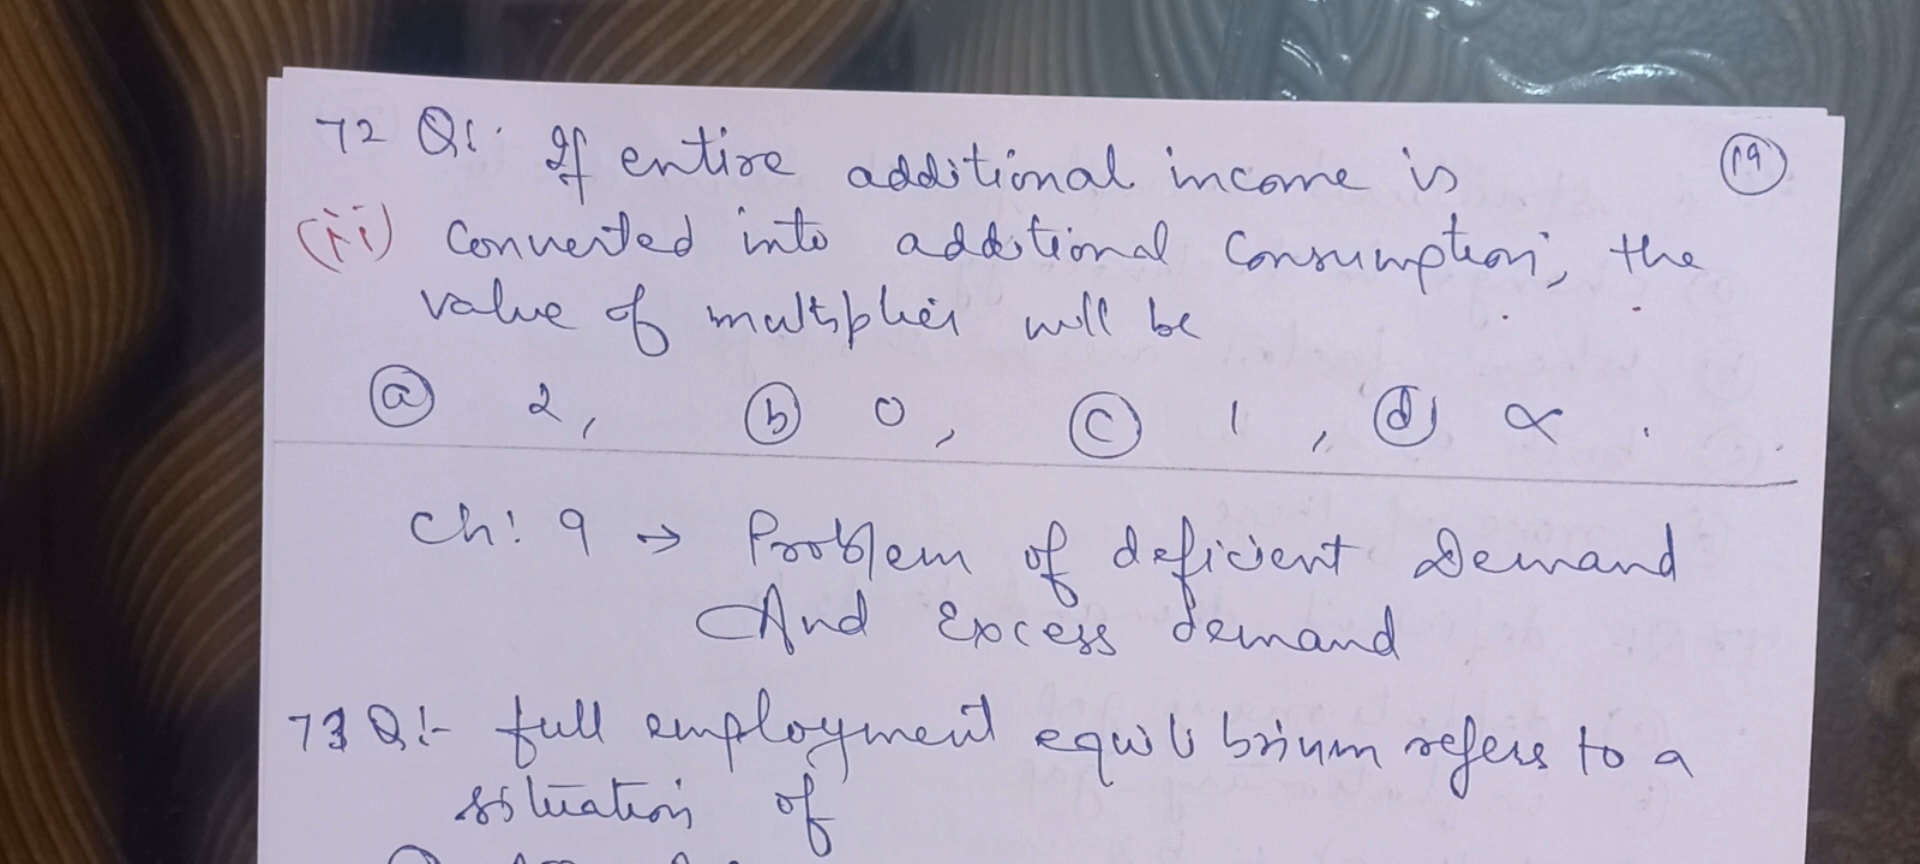 72 Q!. If entire additional income is
(19)
(ii) Converted into additional Consumption, the
value of multiplier will be
(a) 2, (b) 0, (c) 1, (d) ∝.
Ch! 9 → Problem of deficient Demand
And Excess demand
73 Q!- full employment equilibrium refers to a
situation of